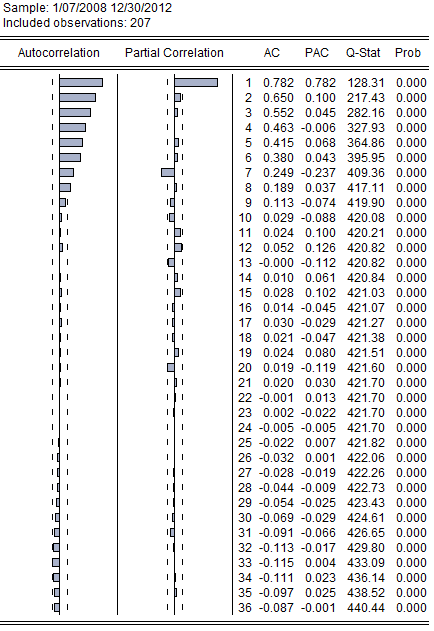 Sample: 1/07/2008 12/30/2012
Included observations: 207
Autocorrelation Partial Correlation AC PAC Q-Stat Prob
1 0.782 0.782 128.31 0.000
2 0.650 0.100 217.43 0.000
3 0.552 0.045 282.16 0.000
4 0.463 -0.006 327.93 0.000
5 0.415 0.068 364.86 0.000
6 0.380 0.043 395.95 0.000
7 0.249 -0.237 409.36 0.000
8 0.189 0.037 417.11 0.000
9 0.113 -0.074 419.90 0.000
10 0.029 -0.088 420.08 0.000
11 0.024 0.100 420.21 0.000
12 0.052 0.126 420.82 0.000
13 -0.000 -0.112 420.82 0.000
14 0.010 0.061 420.84 0.000
15 0.028 0.102 421.03 0.000
16 0.014 -0.045 421.07 0.000
17 0.030 -0.029 421.27 0.000
18 0.021 -0.047 421.38 0.000
19 0.024 0.080 421.51 0.000
20 0.019 -0.119 421.60 0.000
21 0.020 0.030 421.70 0.000
22 -0.001 0.013 421.70 0.000
23 0.002 -0.022 421.70 0.000
24 -0.005 -0.005 421.70 0.000
25 -0.022 0.007 421.82 0.000
26 -0.032 0.001 422.06 0.000
27 -0.028 -0.019 422.26 0.000
28 -0.044 -0.009 422.73 0.000
29 -0.054 -0.025 423.43 0.000
30 -0.069 -0.029 424.61 0.000
31 -0.091 -0.066 426.65 0.000
32 -0.113 -0.017 429.80 0.000
33 -0.115 0.004 433.09 0.000
34 -0.111 0.023 436.14 0.000
35 -0.097 0.025 438.52 0.000
36 -0.087 -0.001 440.44 0.000